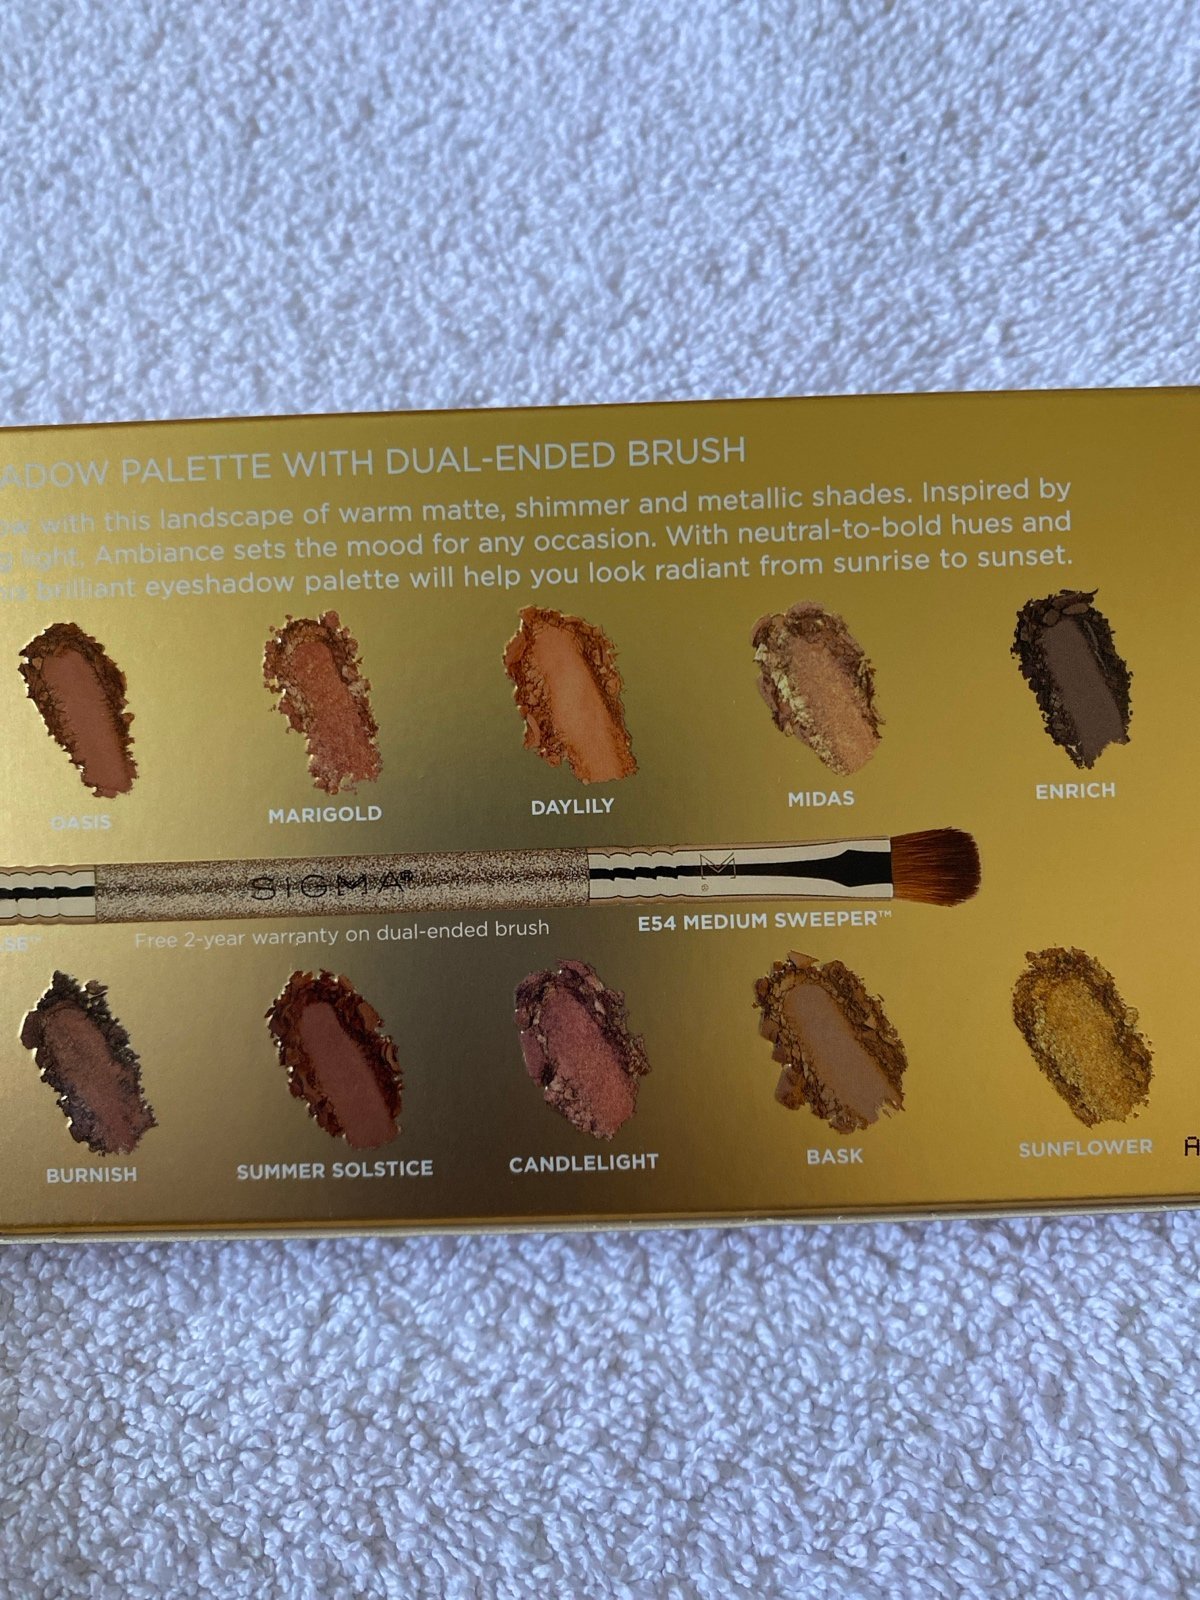 ADOW PALETTE WITH DUAL-ENDED BRUSH
with this landscape of warm matte, shimmer and metallic shades. Inspired by
light, Ambiance sets the mood for any occasion. With neutral-to-bold hues and
brilliant eyeshadow palette will help you look radiant from sunrise to sunset.
OASIS
MARIGOLD
DAYLILY
MIDAS
ENRICH
SIGMA®
E54 MEDIUM SWEEPER™
Free 2-year warranty on dual-ended brush
BURNISH
SUMMER SOLSTICE
CANDLELIGHT
BASK
SUNFLOWER